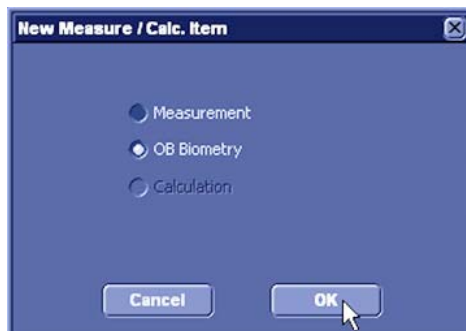 New Measure / Calc. Item
Measurement
OB Biometry
Calculation
Cancel OK